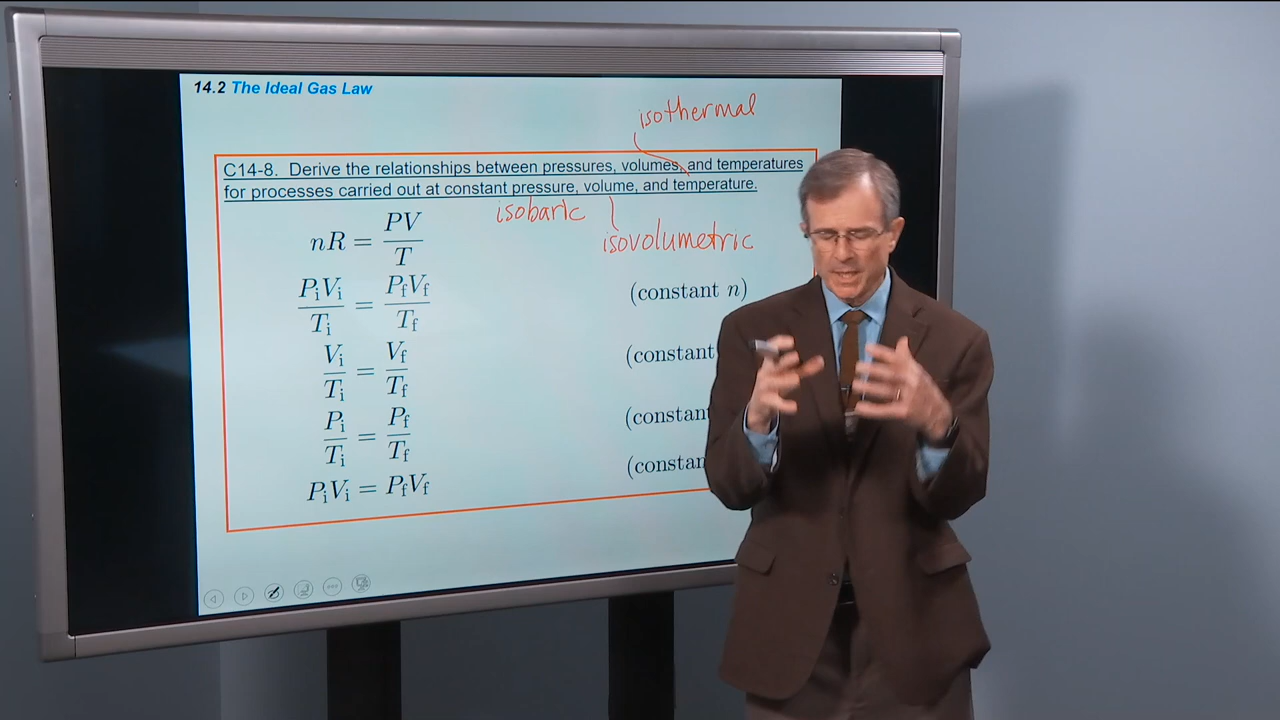 14.2 The Ideal Gas Law
isothermal
C14-8. Derive the relationships between pressures, volumes, and temperatures
for processes carried out at constant pressure, volume, and temperature.
isobaric
isovolumetric
nR = PV/T
PᵢVᵢ/Tᵢ = P_fV_f/T_f (constant n)
Vᵢ/Tᵢ = V_f/T_f (constant
Pᵢ/Tᵢ = P_f/T_f (constant
PᵢVᵢ = P_fV_f (constan